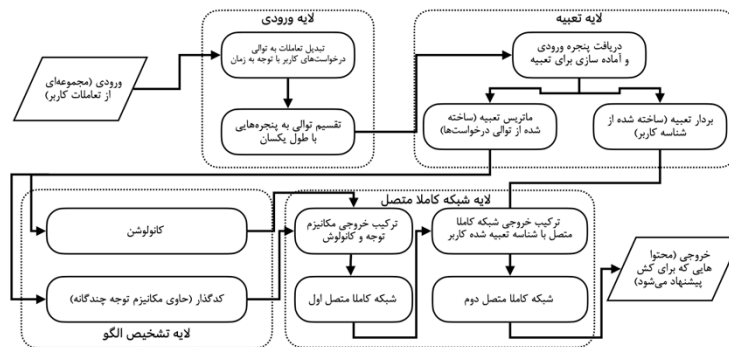 لایه ورودی
لایه تعبیه
ورودی (مجموعه‌ای
از تعاملات کاربر)
تبدیل تعاملات به توالی
درخواست‌های کاربر با توجه به زمان
تقسیم توالی به پنجره‌هایی
با طول یکسان
دریافت پنجره ورودی
و آماده سازی برای تعبیه
ماتریس تعبیه (ساخته
شده از توالی درخواست‌ها)
بردار تعبیه (ساخته شده از
شناسه کاربر)
لایه شبکه کاملا متصل
کانولوشن
کدگذار (حاوی مکانیزم توجه چندگانه)
لایه تشخیص الگو
ترکیب خروجی مکانیزم
توجه و کانولوش
شبکه کاملا متصل اول
ترکیب خروجی شبکه کاملا
متصل با شناسه تعبیه شده کاربر
شبکه کاملا متصل دوم
خروجی (محتوا
هایی که برای کش
پیشنهاد می‌شود)